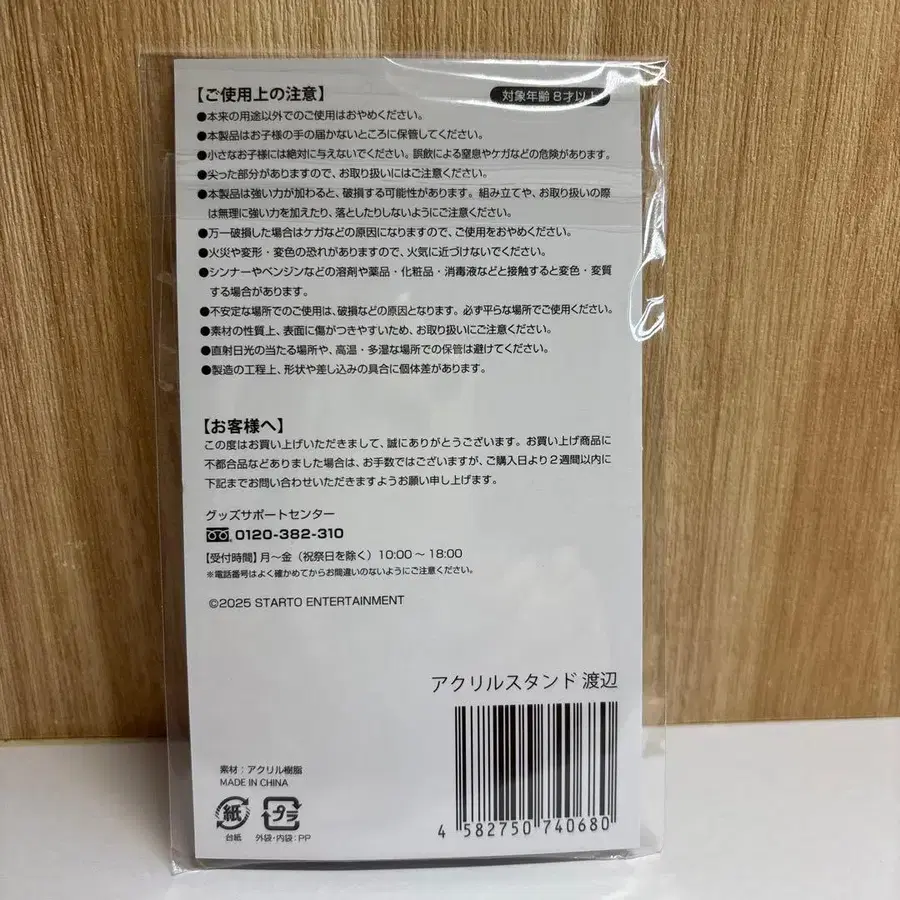 【ご使用上の注意】
対象年齢8才以上
●本来の用途以外でのご使用はおやめください。
●本製品はお子様の手の届かないところに保管してください。
●小さなお子様には絶対に与えないでください。誤飲による窒息やケガなどの危険があります。
●尖った部分がありますので、お取り扱いにはご注意ください。
●本製品は強い力が加わると、破損する可能性があります。組み立てや、お取り扱いの際
は無理に強い力を加えたり、落としたりしないようにご注意ください。
●万一破損した場合はケガなどの原因になりますので、ご使用をおやめください。
●火災や変形・変色の恐れがありますので、火気に近づけないでください。
●シンナーやベンジンなどの溶剤や薬品・化粧品・消毒液などと接触すると変色・変質
する場合があります。
●不安定な場所でのご使用は、破損などの原因となります。必ず平らな場所でご使用ください。
●素材の性質上、表面に傷がつきやすいため、お取り扱いにご注意ください。
●直射日光の当たる場所や、高温・多湿な場所での保管は避けてください。
●製造の工程上、形状や差し込みの具合に個体差があります。
【お客様へ】
この度はお買い上げいただきまして、誠にありがとうございます。お買い上げ商品に
不都合品などありました場合は、お手数ではございますが、ご購入日より2週間以内に
下記までお問い合わせいただきますようお願い申し上げます。
グッズサポートセンター
0120-382-310
【受付時間】月〜金（祝祭日を除く）10:00〜18:00
※電話番号はよく確かめてからお間違いのないようにご注意ください。
©2025 STARTO ENTERTAINMENT
アクリルスタンド 渡辺
素材：アクリル樹脂
MADE IN CHINA
紙
プラ
台紙
外袋・内袋：PP
4 582750 740680